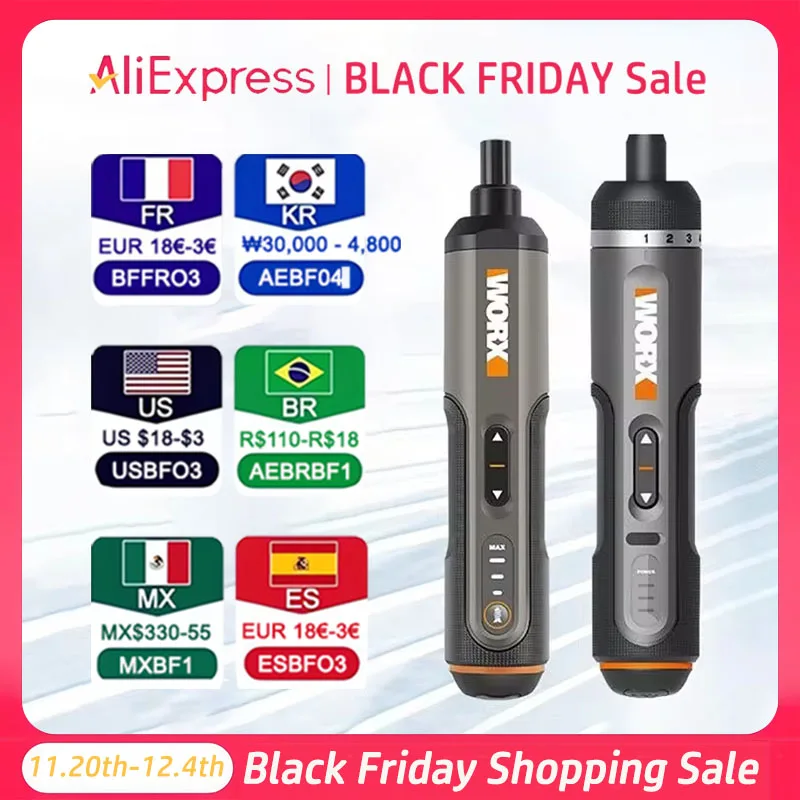 AliExpress | BLACK FRIDAY Sale
FR
EUR 18€-3€
BFFRO3
KR
₩30,000 - 4,800
AEBF04
US
US $18-$3
USBFO3
BR
R$110-R$18
AEBRBF1
MX
MX$330-55
MXBF1
ES
EUR 18€-3€
ESBFO3
WORX
MAX
1 2 3 4
WORX
POWER
11.20th-12.4th
Black Friday Shopping Sale